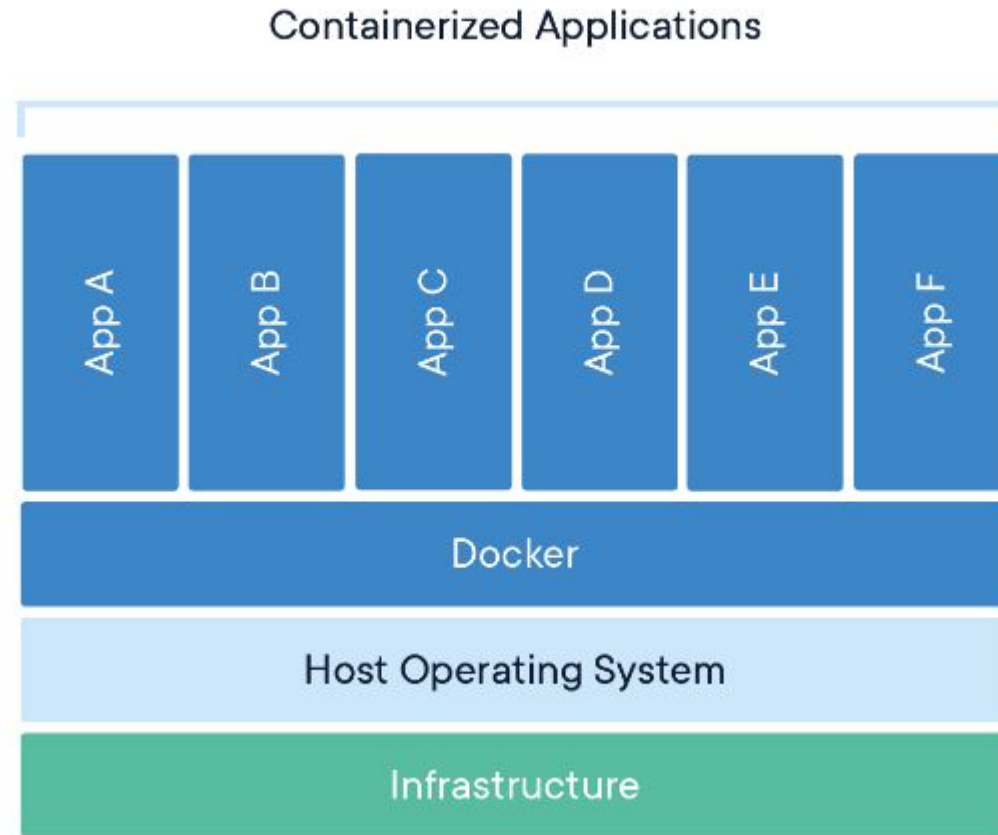 Containerized Applications
App A
App B
App C
App D
App E
App F
Docker
Host Operating System
Infrastructure